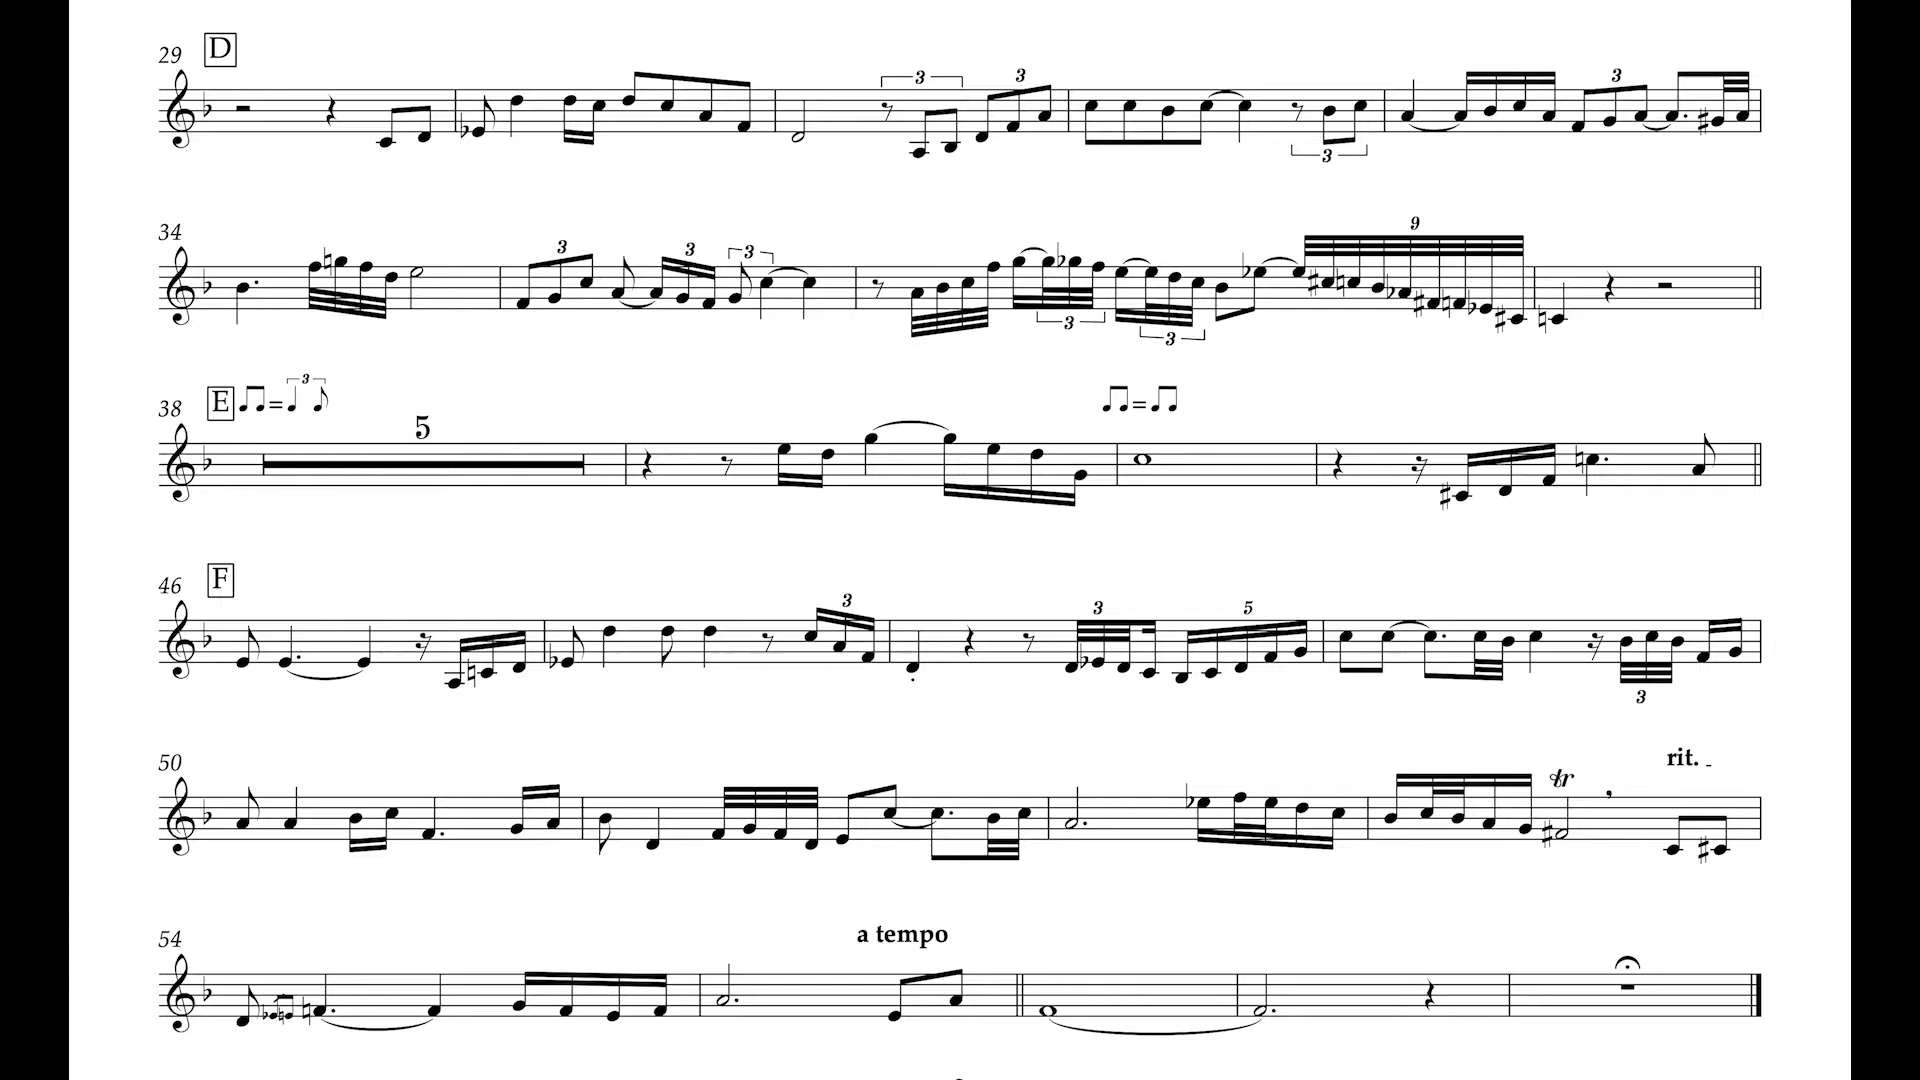 29 D
3 3 3 3
34
3 3 3 3 3 9
38 E = 3 =
5
46 F
3 3 5 3
50
rit.
tr
54
a tempo